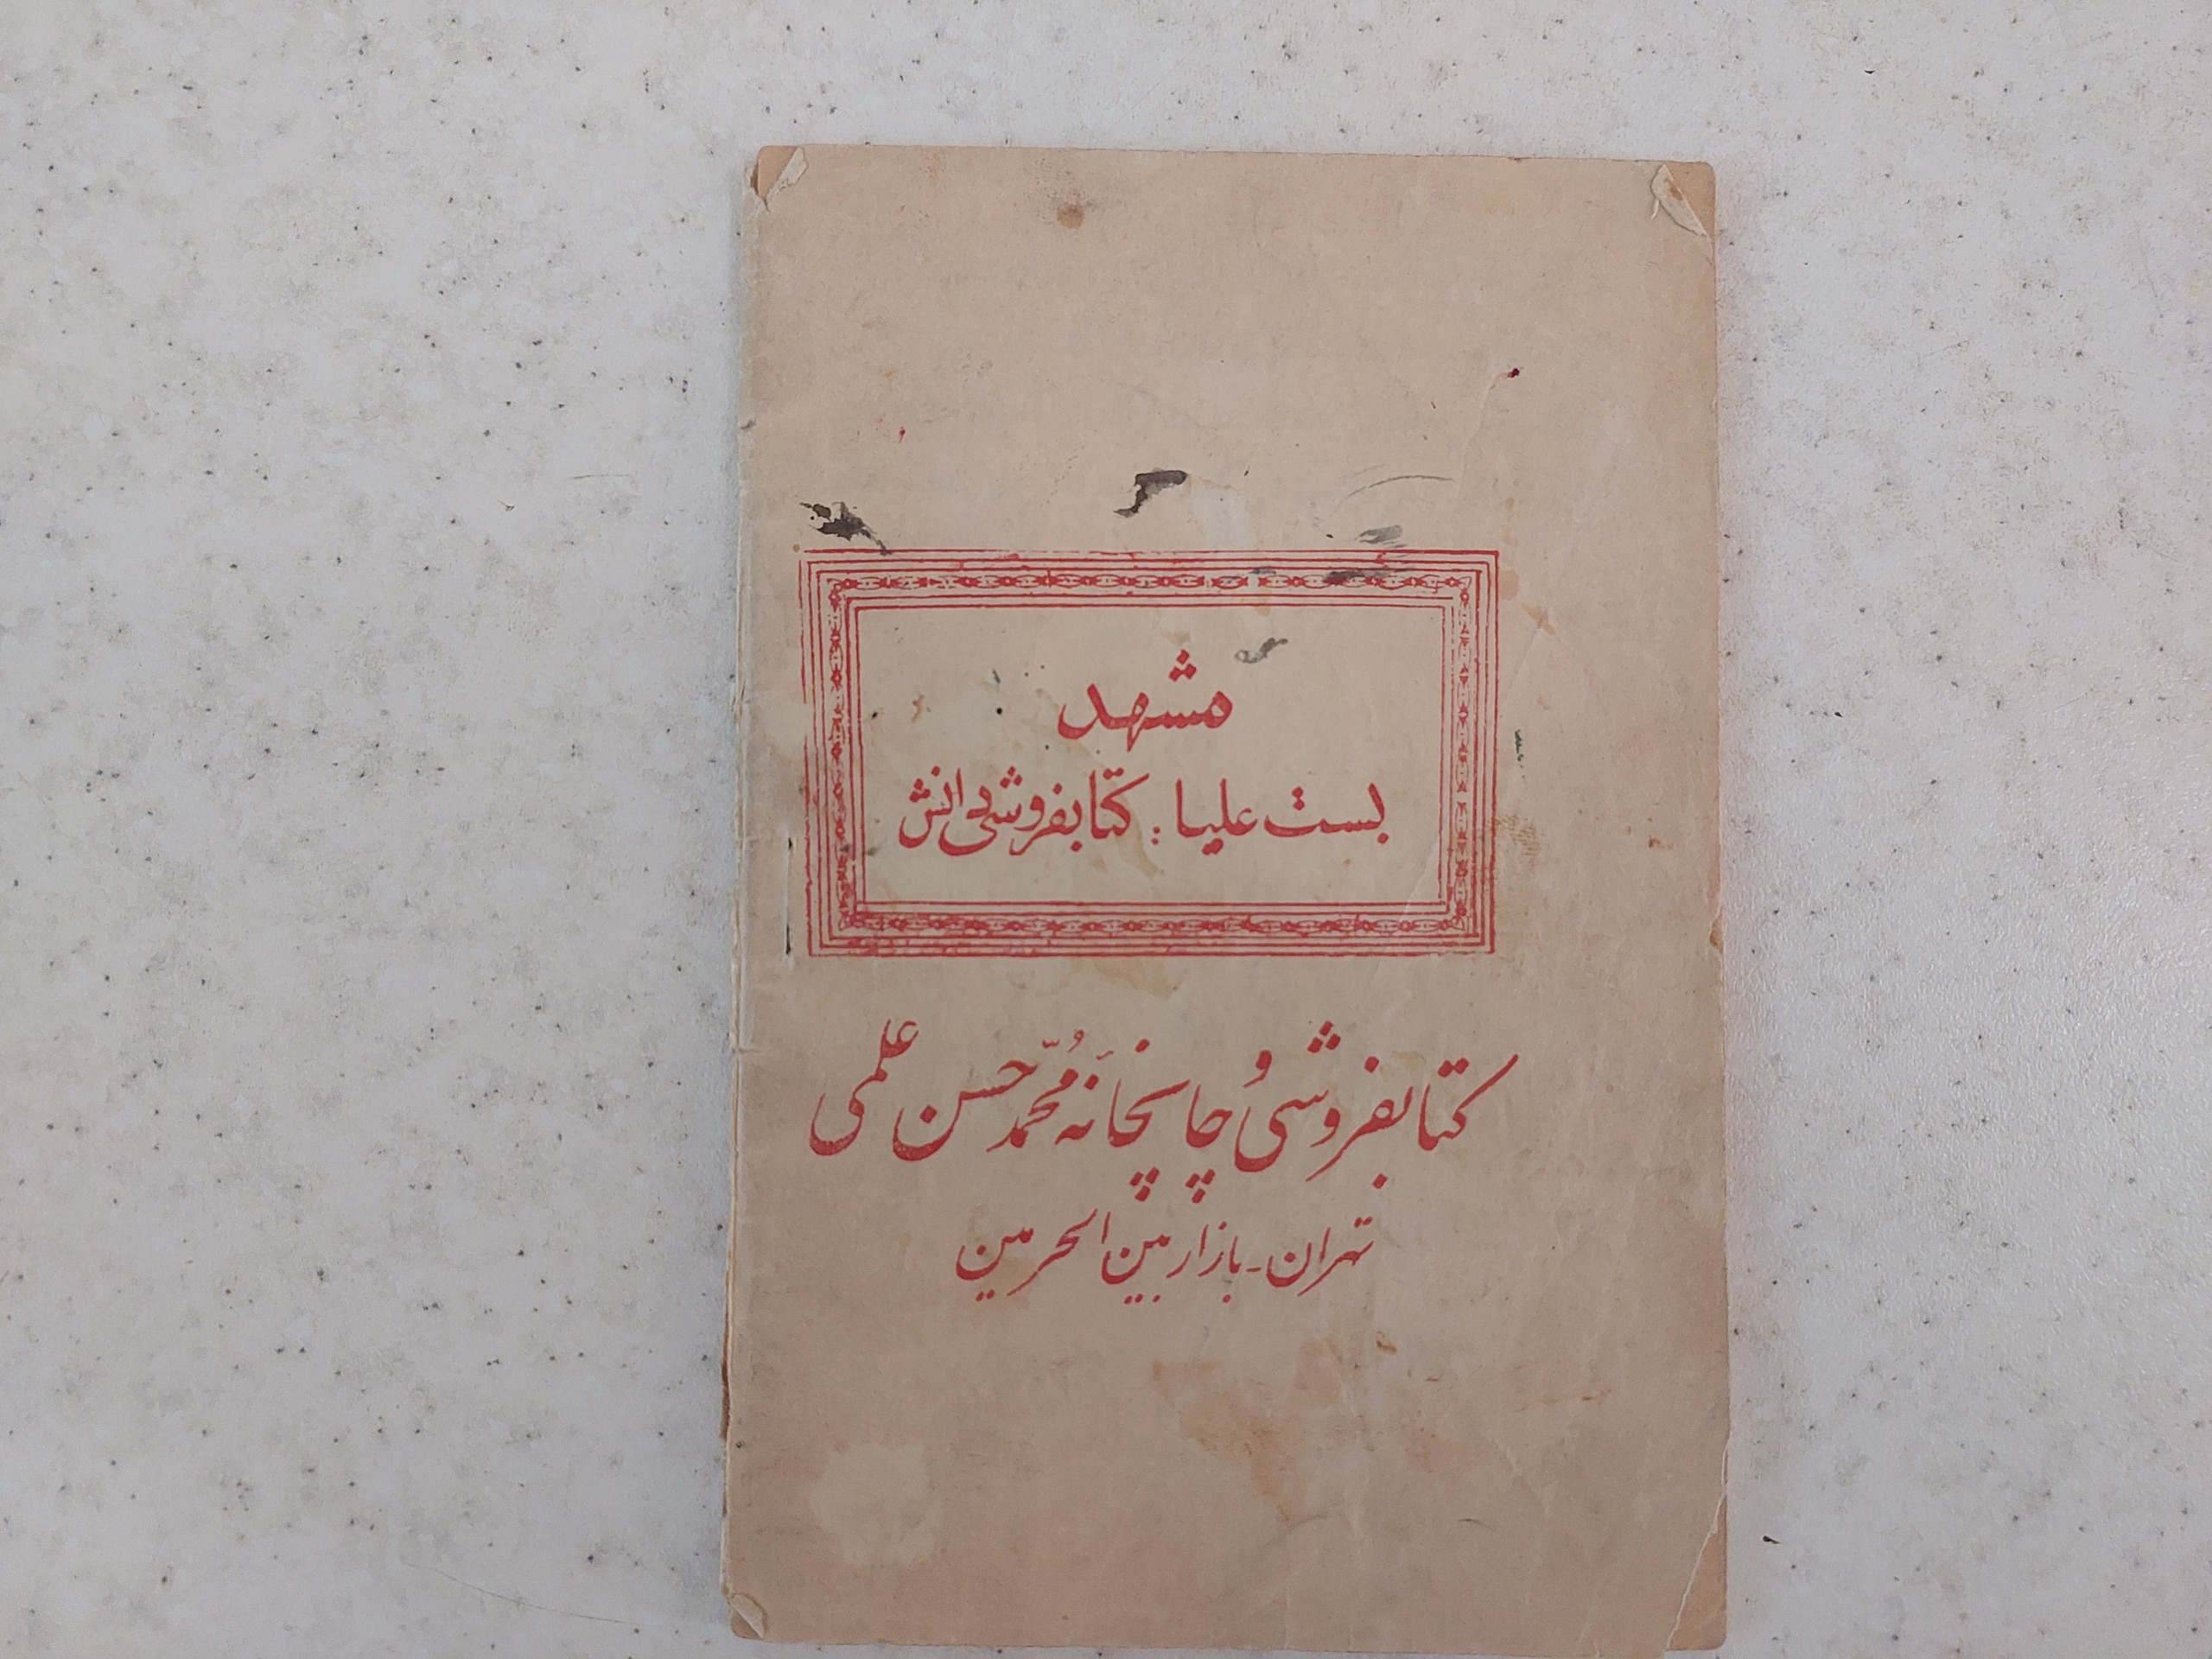 مشهد
بست علیا : کتابفروشی دانش
کتابفروشی و چاپخانه محمد حسن علمی
تهران - بازار بین الحرمین